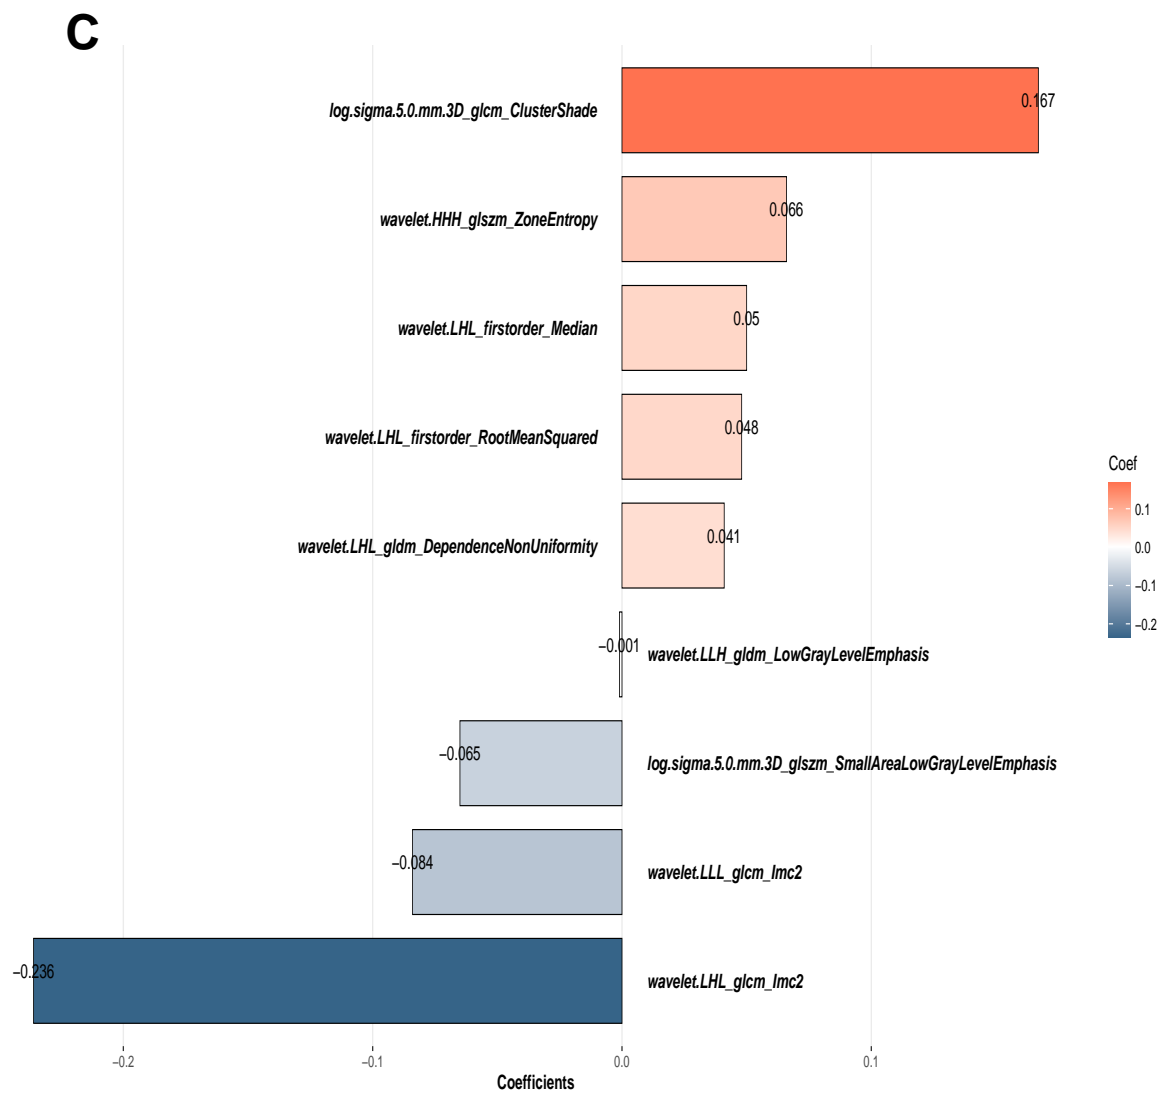 C
log.sigma.5.0.mm.3D_glcm_ClusterShade
0.167
wavelet.HHH_glszm_ZoneEntropy
0.066
wavelet.LHL_firstorder_Median
0.05
wavelet.LHL_firstorder_RootMeanSquared
0.048
wavelet.LHL_gldm_DependenceNonUniformity
0.041
−0.001
wavelet.LLH_gldm_LowGrayLevelEmphasis
−0.065
log.sigma.5.0.mm.3D_glszm_SmallAreaLowGrayLevelEmphasis
−0.084
wavelet.LLL_glcm_Imc2
−0.236
wavelet.LHL_glcm_Imc2
−0.2
−0.1
0.0
0.1
Coefficients
Coef
0.1
0.0
−0.1
−0.2